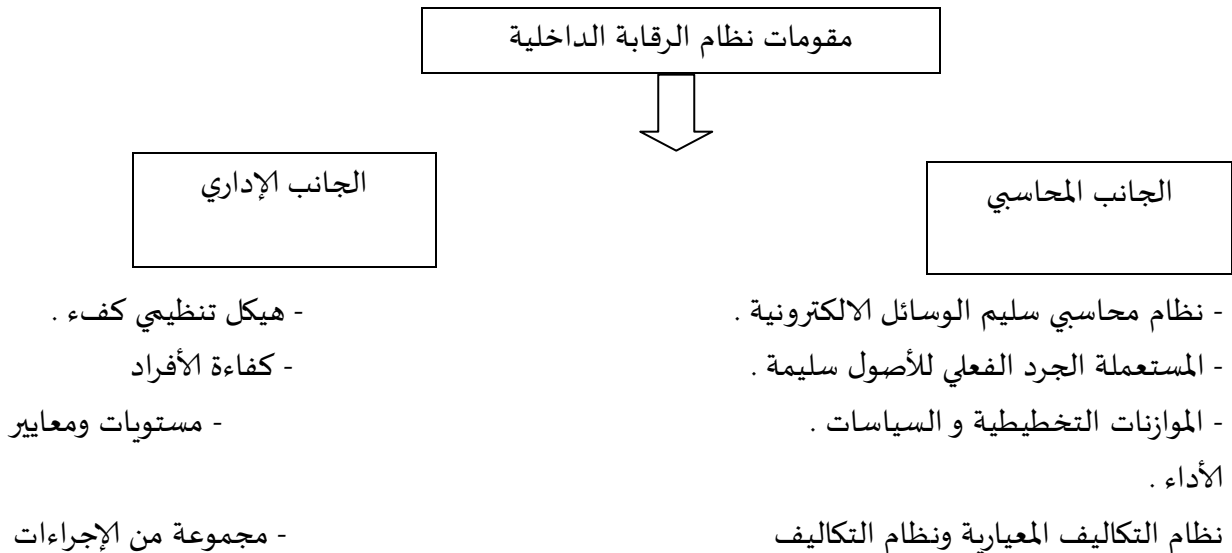 مقومات نظام الرقابة الداخلية
الجانب المحاسبي
الجانب الإداري
- نظام محاسبي سليم الوسائل الالكترونية . - هيكل تنظيمي كفء .
- المستعملة الجرد الفعلي للأصول سليمة . - كفاءة الأفراد
- الموازنات التخطيطية و السياسات . - مستويات ومعايير
الأداء .
نظام التكاليف المعيارية ونظام التكاليف - مجموعة من الإجراءات